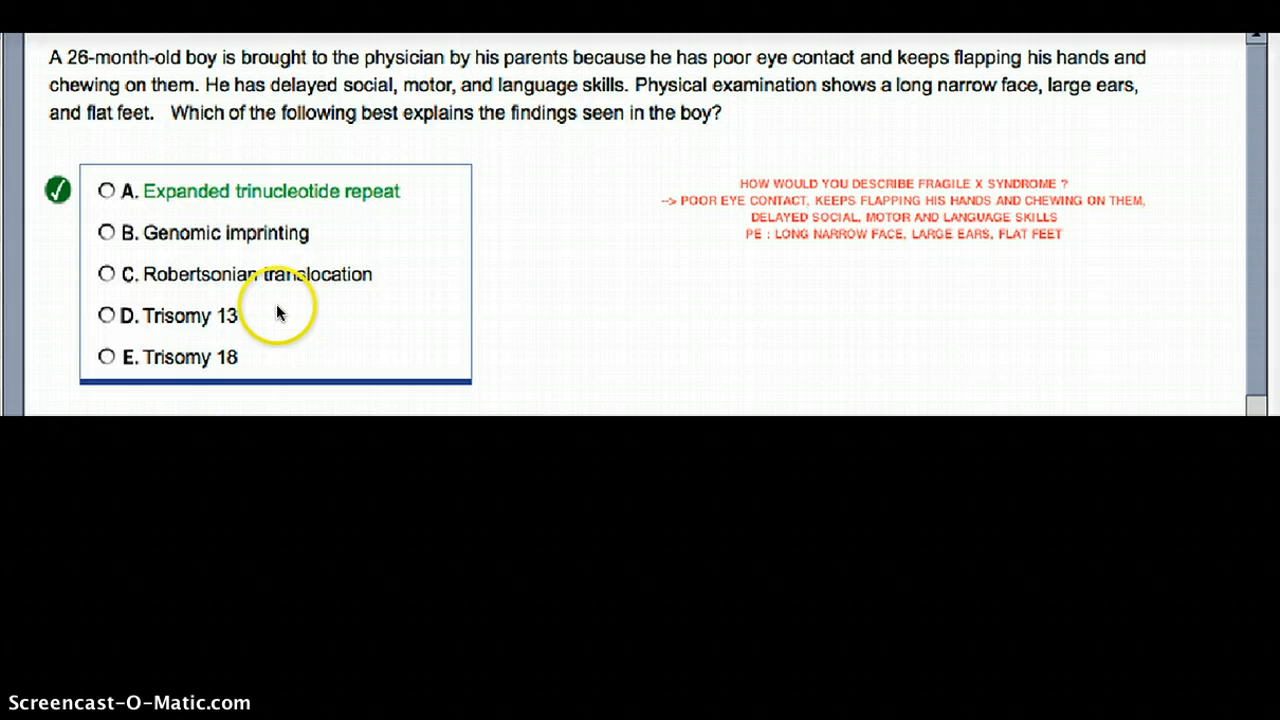 A 26-month-old boy is brought to the physician by his parents because he has poor eye contact and keeps flapping his hands and
chewing on them. He has delayed social, motor, and language skills. Physical examination shows a long narrow face, large ears,
and flat feet. Which of the following best explains the findings seen in the boy?
A. Expanded trinucleotide repeat
B. Genomic imprinting
C. Robertsonian translocation
D. Trisomy 13
E. Trisomy 18
HOW WOULD YOU DESCRIBE FRAGILE X SYNDROME ?
--> POOR EYE CONTACT, KEEPS FLAPPING HIS HANDS AND CHEWING ON THEM,
DELAYED SOCIAL, MOTOR AND LANGUAGE SKILLS
PE : LONG NARROW FACE, LARGE EARS, FLAT FEET
Screencast-O-Matic.com